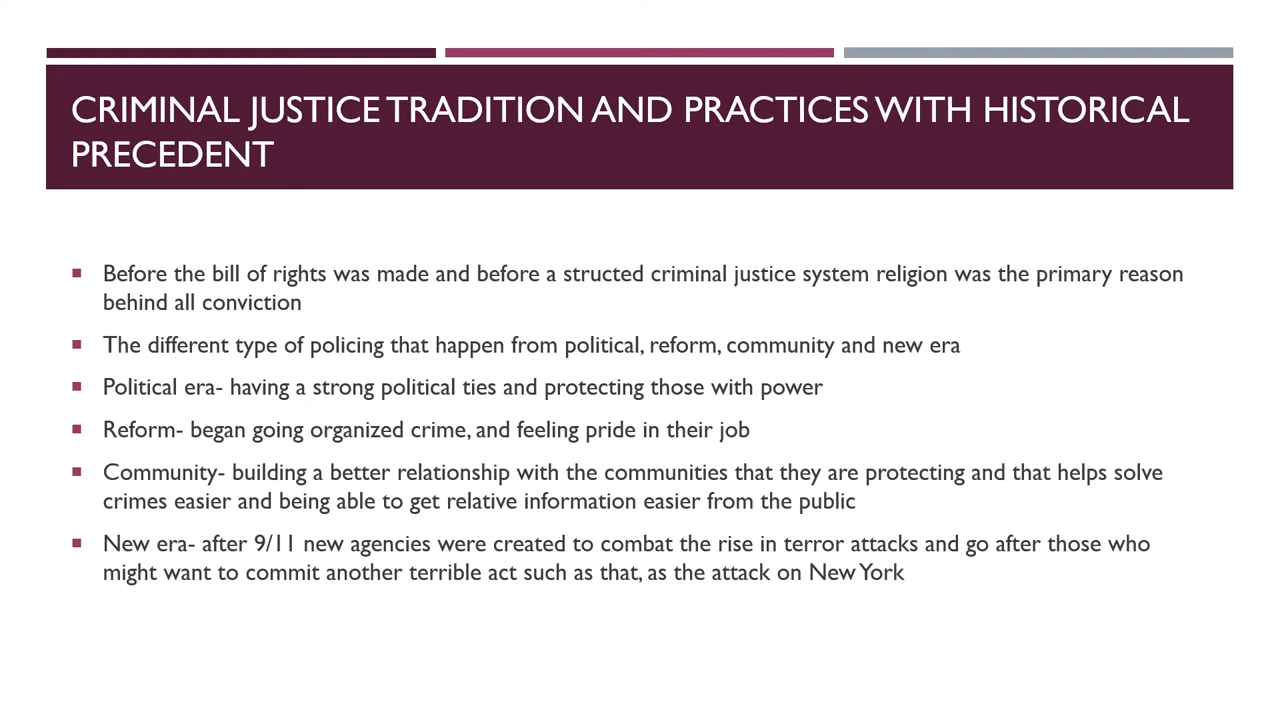 CRIMINAL JUSTICE TRADITION AND PRACTICES WITH HISTORICAL
PRECEDENT
Before the bill of rights was made and before a structed criminal justice system religion was the primary reason
behind all conviction
The different type of policing that happen from political, reform, community and new era
Political era- having a strong political ties and protecting those with power
Reform- began going organized crime, and feeling pride in their job
Community- building a better relationship with the communities that they are protecting and that helps solve
crimes easier and being able to get relative information easier from the public
New era- after 9/11 new agencies were created to combat the rise in terror attacks and go after those who
might want to commit another terrible act such as that, as the attack on New York